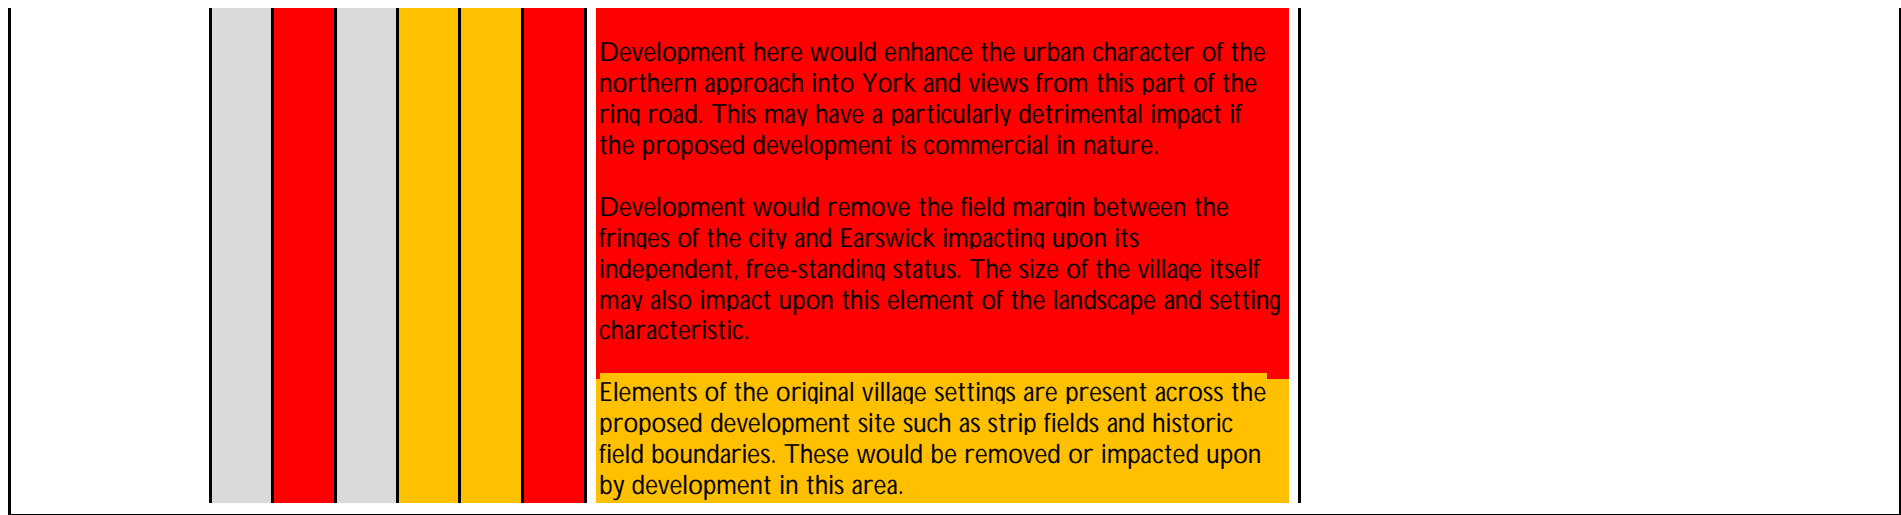 Development here would enhance the urban character of the
northern approach into York and views from this part of the
ring road. This may have a particularly detrimental impact if
the proposed development is commercial in nature.
Development would remove the field margin between the
fringes of the city and Earswick impacting upon its
independent, free-standing status. The size of the village itself
may also impact upon this element of the landscape and setting
characteristic.
Elements of the original village settings are present across the
proposed development site such as strip fields and historic
field boundaries. These would be removed or impacted upon
by development in this area.